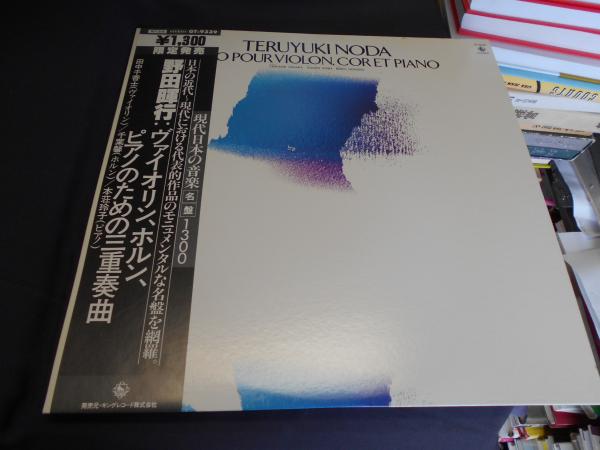 STEREO GT-9339
¥1,300
限定発売
TERUYUKI NODA
O POUR VIOLON, COR ET PIANO
現代日本の音楽名盤1300
日本の近代・現代における代表的作品のモニュメンタルな名盤を網羅。
野田暉行:ヴァイオリン、ホルン、
ピアノのための三重奏曲
田中千香士(ヴァイオリン)千葉馨(ホルン)本荘玲子(ピアノ)
発売元・キングレコード株式会社